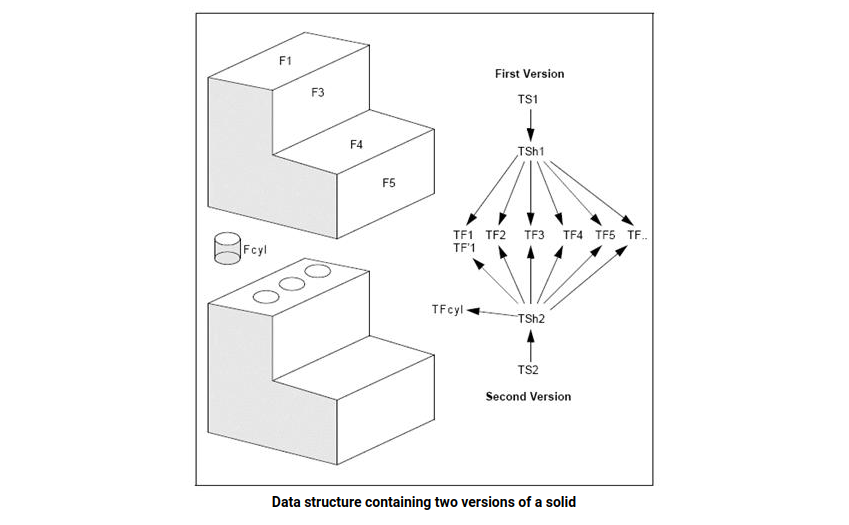 F1
F3
F4
F5
Fcyl
First Version
TS1
TSh1
TF1 TF2 TF3 TF4 TF5 TF..
TF'1
TFcyl
TSh2
TS2
Second Version
Data structure containing two versions of a solid